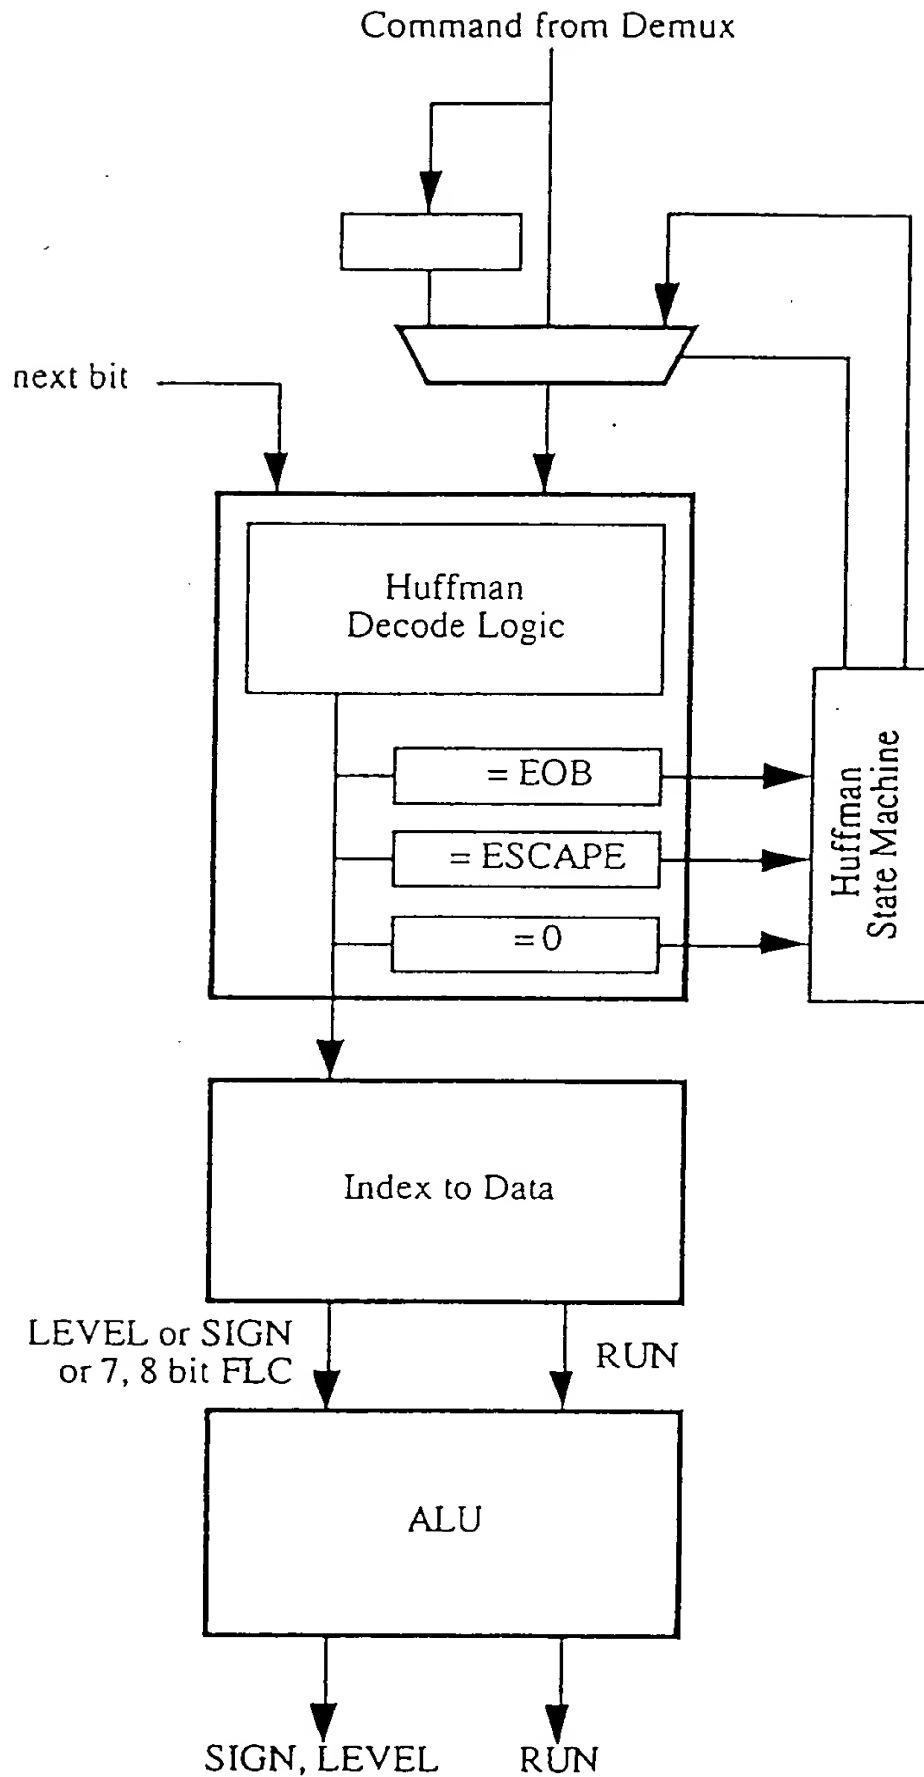 Command from Demux
next bit
Huffman
Decode Logic
= EOB
= ESCAPE
= 0
Huffman
State Machine
Index to Data
LEVEL or SIGN
or 7, 8 bit FLC
RUN
ALU
SIGN, LEVEL
RUN